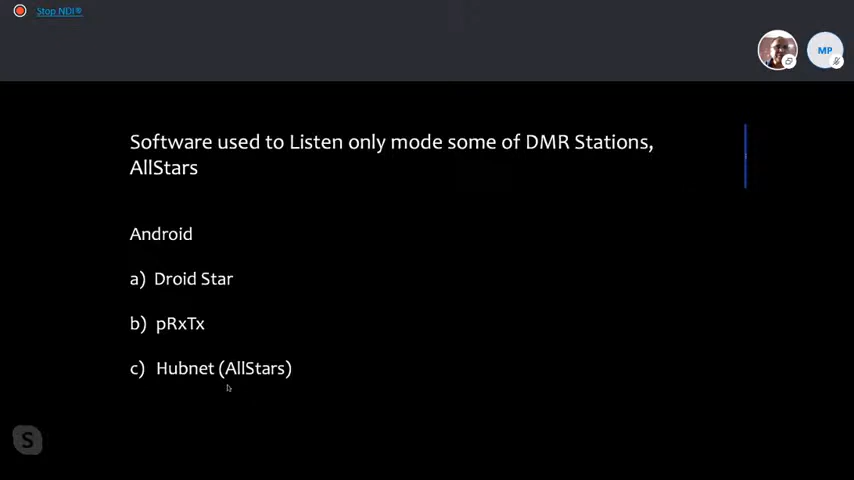 Stop NDI®
MP
Software used to Listen only mode some of DMR Stations,
AllStars
Android
a) Droid Star
b) pRxTx
c) Hubnet (AllStars)
S